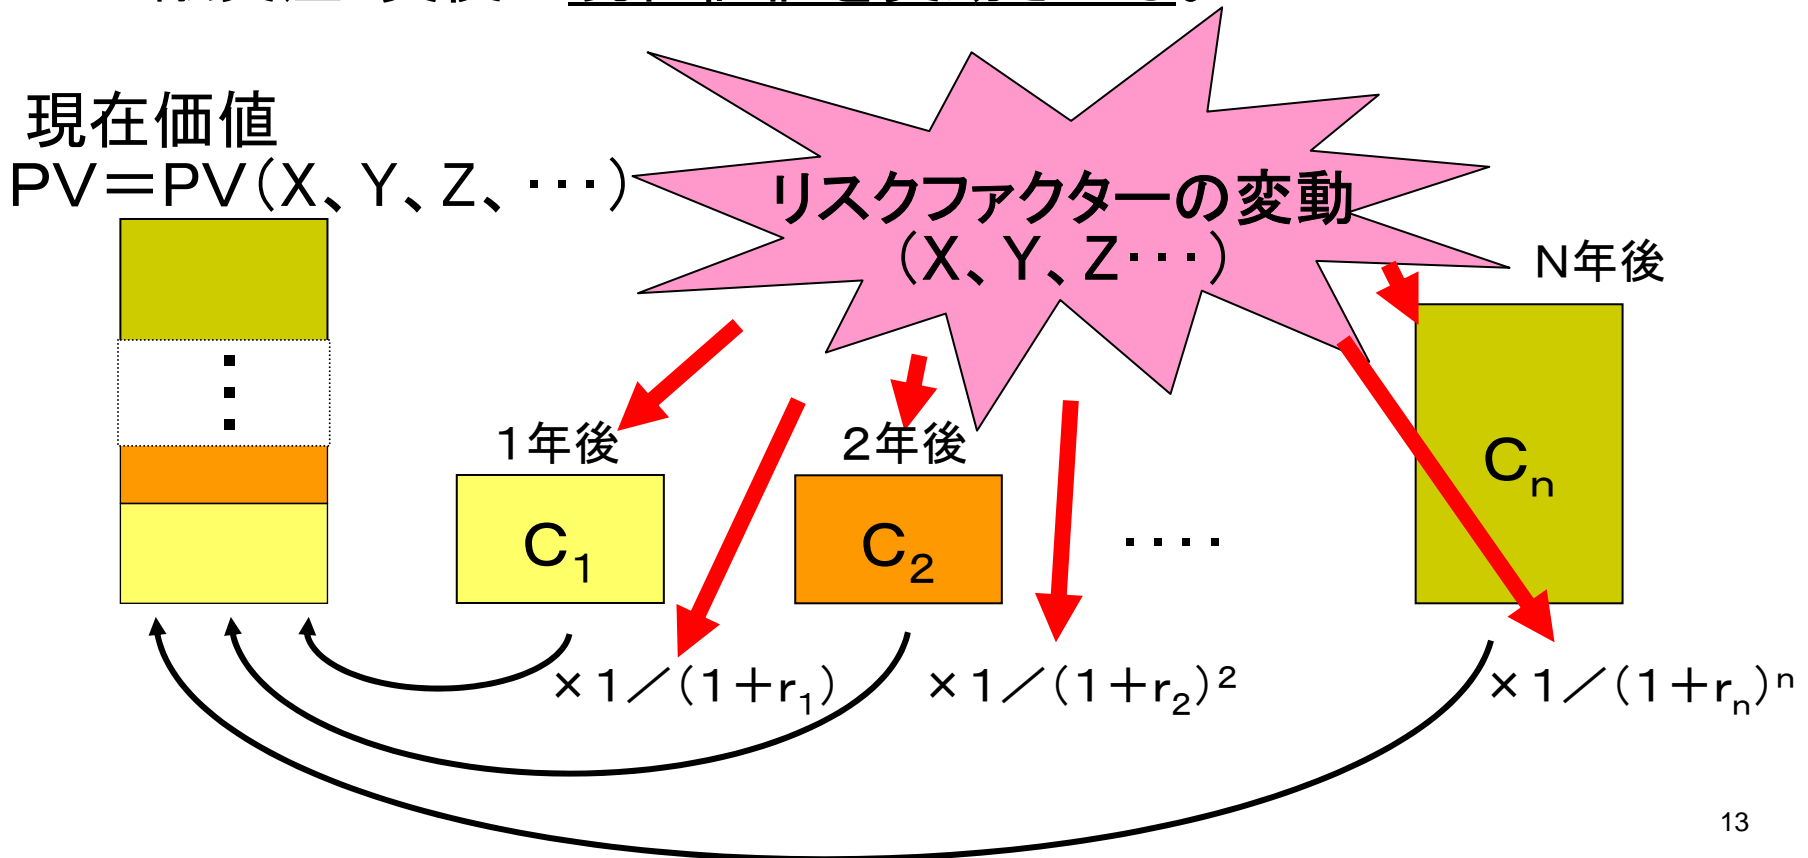 現在価値
PV＝PV(X、Y、Z、・・・)
リスクファクターの変動
(X、Y、Z・・・)
N年後
1年後
2年後
C1
C2
・・・・
Cn
×1／(1＋r1)
×1／(1＋r2)2
×1／(1＋rn)n
13